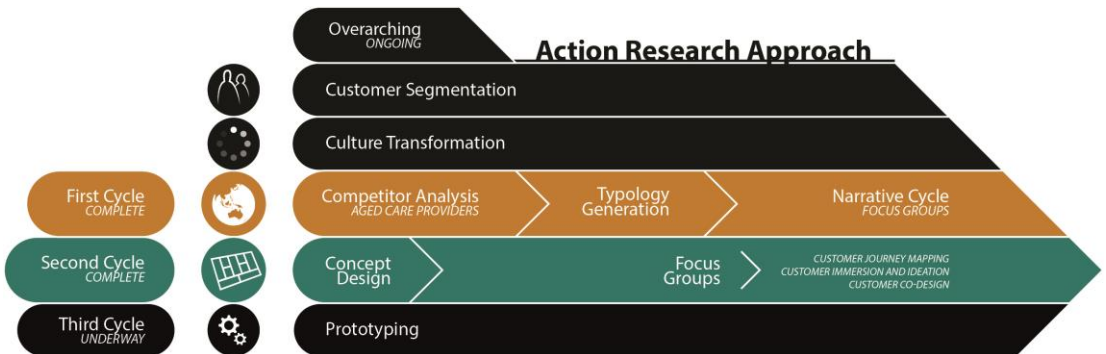 Overarching
ONGOING
Action Research Approach
Customer Segmentation
Culture Transformation
First Cycle
COMPLETE
Competitor Analysis
AGED CARE PROVIDERS
Typology
Generation
Narrative Cycle
FOCUS GROUPS
Second Cycle
COMPLETE
Concept
Design
Focus
Groups
CUSTOMER JOURNEY MAPPING
CUSTOMER IMMERSION AND IDEATION
CUSTOMER CO-DESIGN
Third Cycle
UNDERWAY
Prototyping